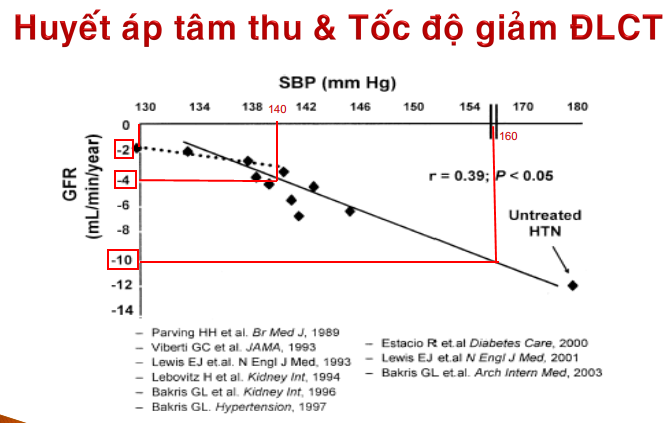 Huyết áp tâm thu & Tốc độ giảm ĐLCT
SBP (mm Hg)
130 134 138 140 142 146 150 154 160 170 180
GFR
(mL/min/year)
0
-2
-4
-6
-8
-10
-12
-14
r = 0.39; P < 0.05
Untreated
HTN
– Parving HH et al. Br Med J, 1989
– Viberti GC et al. JAMA, 1993
– Lewis EJ et.al. N Engl J Med, 1993
– Lebovitz H et al. Kidney Int, 1994
– Bakris GL et al. Kidney Int, 1996
– Bakris GL. Hypertension, 1997
– Estacio R et.al Diabetes Care, 2000
– Lewis EJ et.al N Engl J Med, 2001
– Bakris GL et.al. Arch Intern Med, 2003